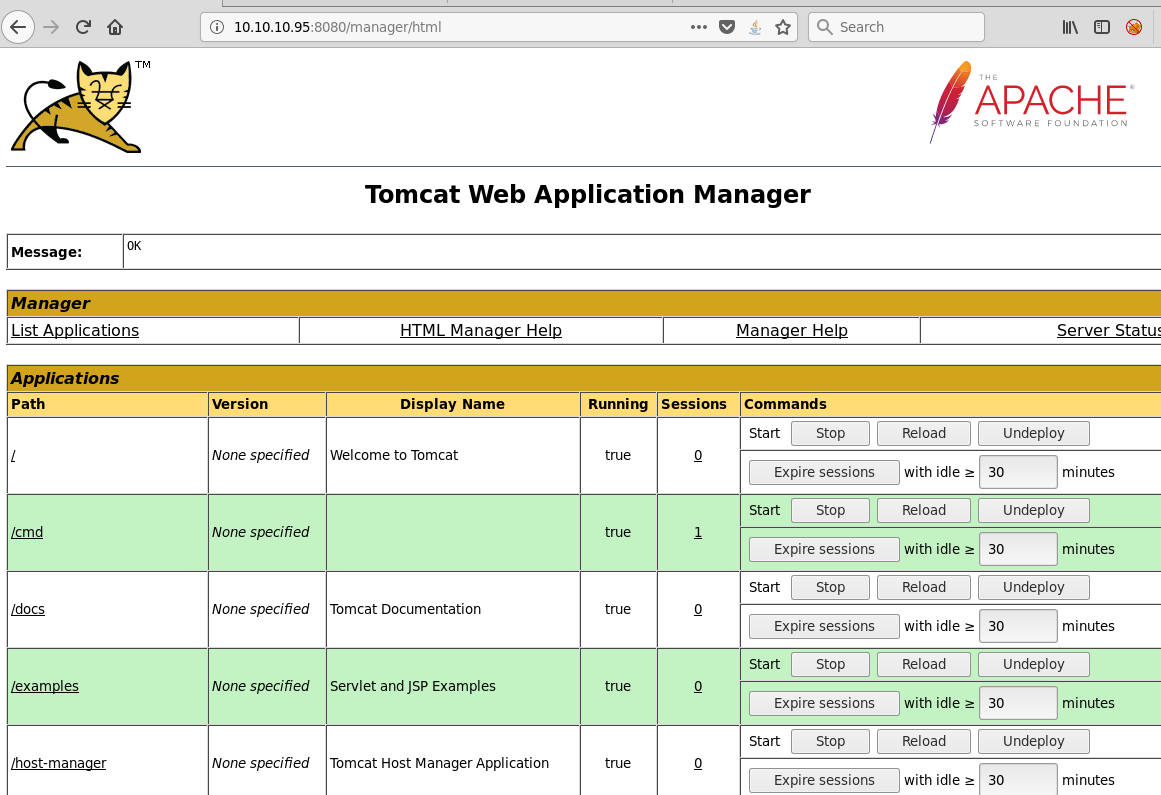 10.10.10.95:8080/manager/html
Search
TM
THE
APACHE®
SOFTWARE FOUNDATION
Tomcat Web Application Manager
Message: OK
Manager
List Applications HTML Manager Help Manager Help Server Status
Applications
Path Version Display Name Running Sessions Commands
/ None specified Welcome to Tomcat true 0 Start Stop Reload Undeploy
Expire sessions with idle ≥ 30 minutes
/cmd None specified true 1 Start Stop Reload Undeploy
Expire sessions with idle ≥ 30 minutes
/docs None specified Tomcat Documentation true 0 Start Stop Reload Undeploy
Expire sessions with idle ≥ 30 minutes
/examples None specified Servlet and JSP Examples true 0 Start Stop Reload Undeploy
Expire sessions with idle ≥ 30 minutes
/host-manager None specified Tomcat Host Manager Application true 0 Start Stop Reload Undeploy
Expire sessions with idle ≥ 30 minutes